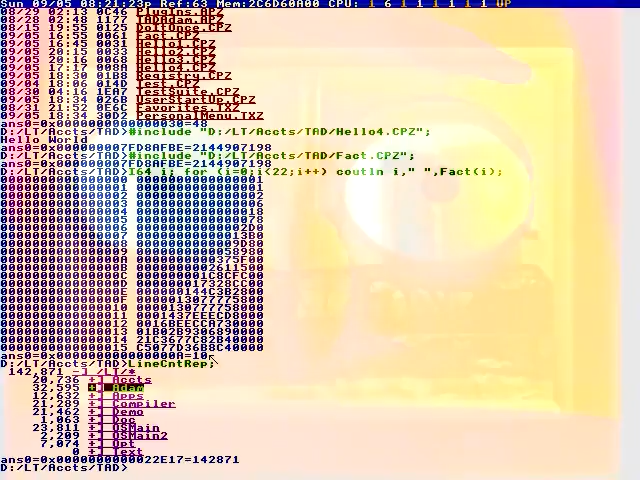 Sun 09/05 08:21:23p Ref:63 Mem:2C6D60A00 CPU: 1 6 1 1 1 1 1 1 UP
08/29 02:13 0C46 PlugIns.APZ
08/28 02:48 1177 TADAdam.APZ
08/15 19:55 0125 DoItOnce.CPZ
09/05 16:55 0061 Fact.CPZ
09/05 16:45 0031 Hello1.CPZ
09/05 20:15 0033 Hello2.CPZ
09/05 20:16 0068 Hello3.CPZ
09/05 17:17 008A Hello4.CPZ
09/05 18:30 01B8 Registry.CPZ
09/04 18:06 014D Test.CPZ
08/30 04:16 1EA7 TestSuite.CPZ
09/05 18:34 026B UserStartUp.CPZ
08/31 21:52 0E6C Favorites.TXZ
09/05 18:34 30D2 PersonalMenu.TXZ
ans0=0x0000000000000030=48
D:/LT/Accts/TAD>#include "D:/LT/Accts/TAD/Hello4.CPZ";
Hello World
ans0=0x000000007FD8AFBE=2144907198
D:/LT/Accts/TAD>#include "D:/LT/Accts/TAD/Fact.CPZ";
ans0=0x000000007FD8AFBE=2144907198
D:/LT/Accts/TAD>I64 i; for (i=0;i<22;i++) coutln i," ",Fact(i);
0000000000000000 0000000000000001
0000000000000001 0000000000000001
0000000000000002 0000000000000002
0000000000000003 0000000000000006
0000000000000004 0000000000000018
0000000000000005 0000000000000078
0000000000000006 00000000000002D0
0000000000000007 00000000000013B0
0000000000000008 0000000000009D80
0000000000000009 0000000000058980
000000000000000A 0000000000375F00
000000000000000B 0000000002611500
000000000000000C 000000001C8CFC00
000000000000000D 000000017328CC00
000000000000000E 000000144C3B2800
000000000000000F 0000013077775800
0000000000000010 0000130777758000
0000000000000011 0001437EEECD8000
0000000000000012 0016BEECCA730000
0000000000000013 01B02B9306890000
0000000000000014 21C3677C82B40000
0000000000000015 C5077D36B8C40000
ans0=0x000000000000000A=10
D:/LT/Accts/TAD>LineCntRep;
142,871 -] /LT/*
20,736 +] Accts
32,595 +] Adam
12,632 +] Apps
21,289 +] Compiler
21,462 +] Demo
1,063 +] Doc
23,811 +] OSMain
2,209 +] OSMain2
7,074 +] Opt
0 +] Text
ans0=0x0000000000022E17=142871
D:/LT/Accts/TAD>